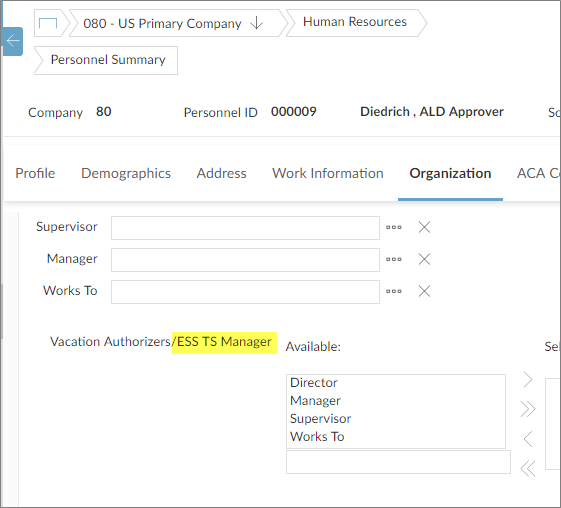 080 - US Primary Company
Human Resources
Personnel Summary
Company 80 Personnel ID 000009 Diedrich , ALD Approver
Profile Demographics Address Work Information Organization ACA
Supervisor
Manager
Works To
Vacation Authorizers/ESS TS Manager
Available:
Director
Manager
Supervisor
Works To